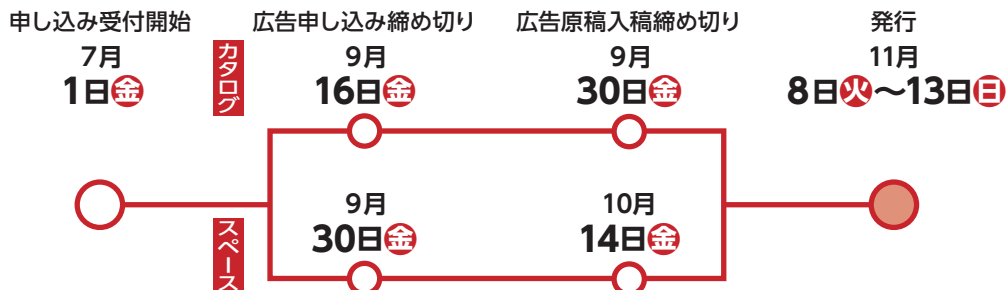 申し込み受付開始
7月
1日金
カタログ
広告申し込み締め切り
9月
16日金
広告原稿入稿締め切り
9月
30日金
発行
11月
8日火〜13日日
スペース
9月
30日金
10月
14日金